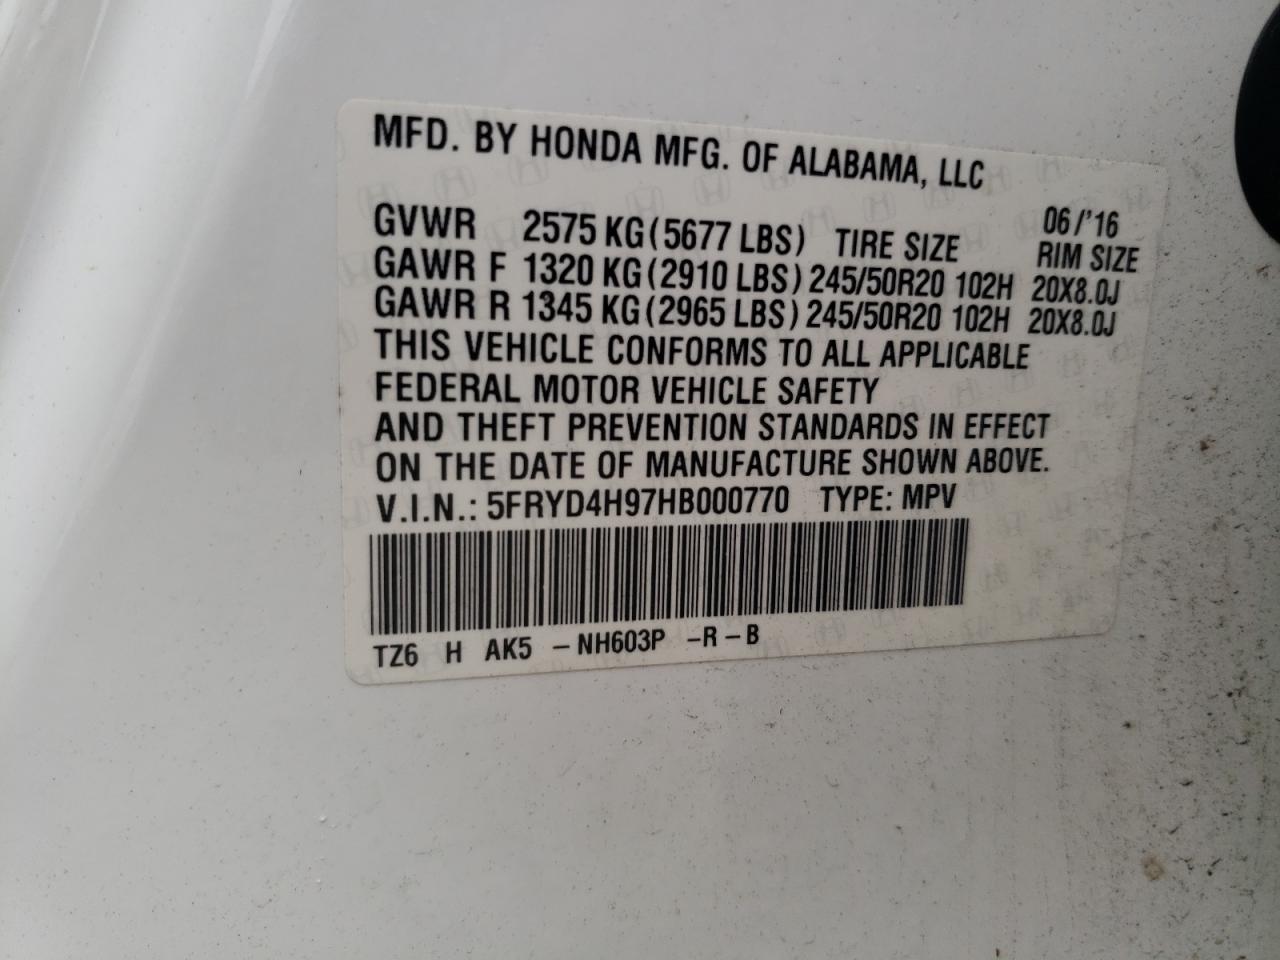 MFD. BY HONDA MFG. OF ALABAMA, LLC
06/'16
GVWR 2575 KG (5677 LBS) TIRE SIZE RIM SIZE
GAWR F 1320 KG (2910 LBS) 245/50R20 102H 20X8.0J
GAWR R 1345 KG (2965 LBS) 245/50R20 102H 20X8.0J
THIS VEHICLE CONFORMS TO ALL APPLICABLE
FEDERAL MOTOR VEHICLE SAFETY
AND THEFT PREVENTION STANDARDS IN EFFECT
ON THE DATE OF MANUFACTURE SHOWN ABOVE.
V.I.N.: 5FRYD4H97HB000770 TYPE: MPV
TZ6 H AK5 - NH603P -R-B